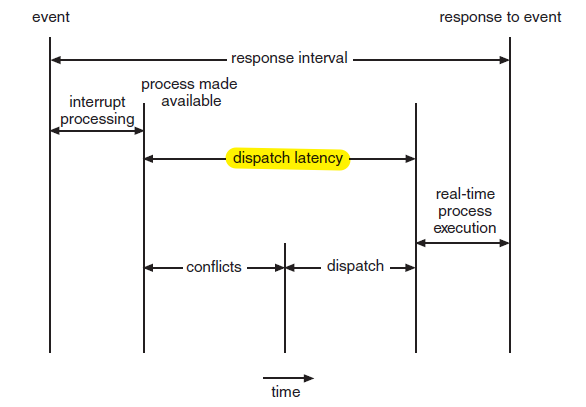 event
response to event
response interval
process made
available
interrupt
processing
dispatch latency
real-time
process
execution
conflicts
dispatch
time